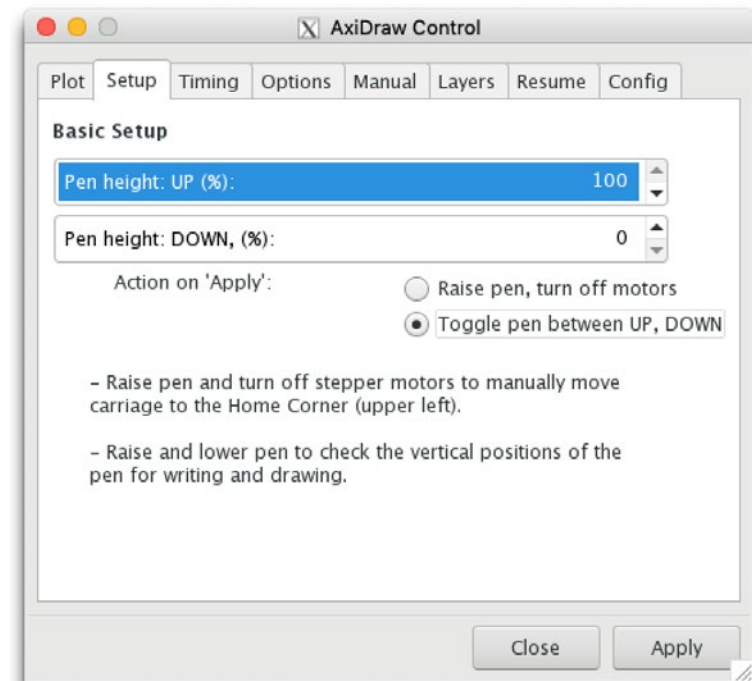 AxiDraw Control
Plot Setup Timing Options Manual Layers Resume Config
Basic Setup
Pen height: UP (%): 100
Pen height: DOWN, (%): 0
Action on 'Apply': Raise pen, turn off motors
Toggle pen between UP, DOWN
– Raise pen and turn off stepper motors to manually move
carriage to the Home Corner (upper left).
– Raise and lower pen to check the vertical positions of the
pen for writing and drawing.
Close Apply